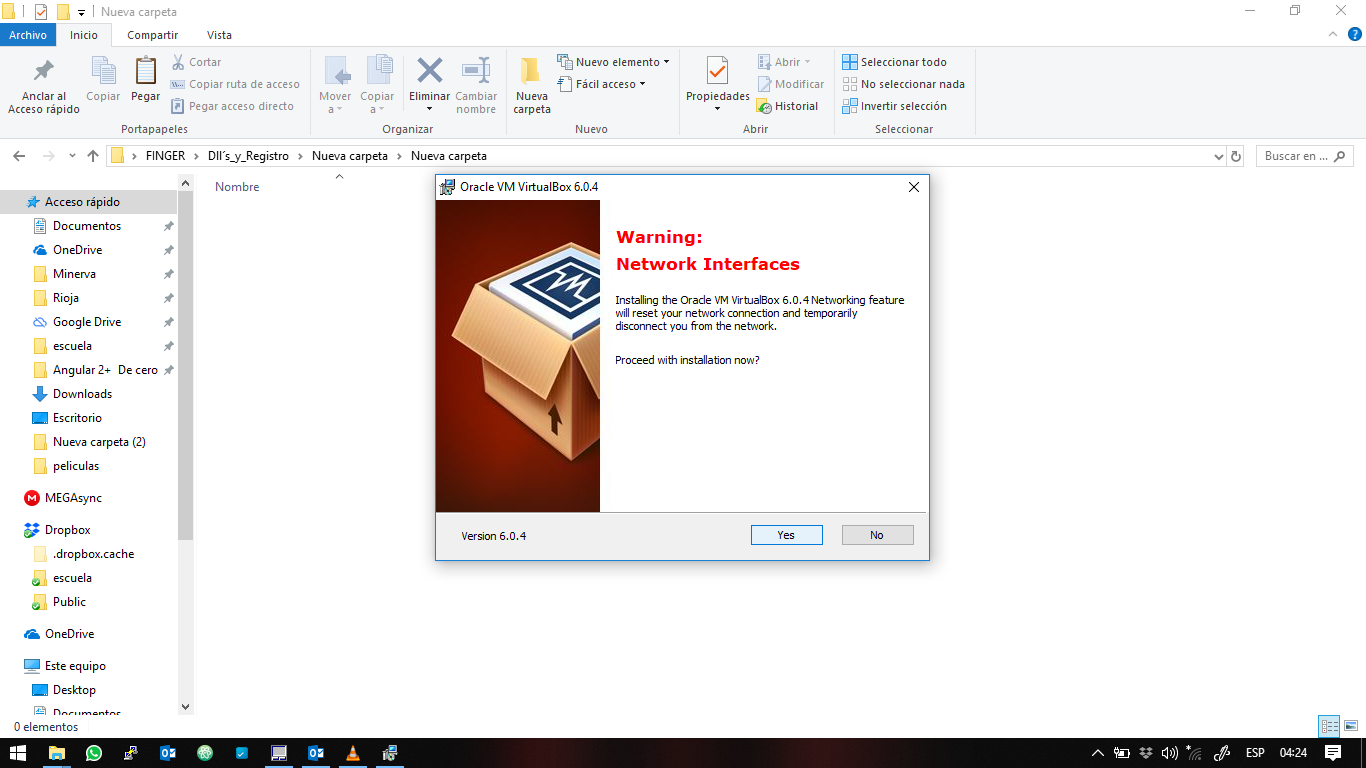 Nueva carpeta
Archivo
Inicio
Compartir
Vista
Anclar al
Acceso rápido
Copiar
Pegar
Cortar
Copiar ruta de acceso
Pegar acceso directo
Portapapeles
Mover
a
Copiar
a
Eliminar
Cambiar
nombre
Organizar
Nueva
carpeta
Nuevo elemento
Fácil acceso
Nuevo
Propiedades
Abrir
Modificar
Historial
Abrir
Seleccionar todo
No seleccionar nada
Invertir selección
Seleccionar
FINGER
Dll´s_y_Registro
Nueva carpeta
Nueva carpeta
Buscar en ...
Nombre
Acceso rápido
Documentos
OneDrive
Minerva
Rioja
Google Drive
escuela
Angular 2+ De cero
Downloads
Escritorio
Nueva carpeta (2)
peliculas
MEGAsync
Dropbox
.dropbox.cache
escuela
Public
OneDrive
Este equipo
Desktop
Documentos
0 elementos
Oracle VM VirtualBox 6.0.4
Warning:
Network Interfaces
Installing the Oracle VM VirtualBox 6.0.4 Networking feature
will reset your network connection and temporarily
disconnect you from the network.
Proceed with installation now?
Version 6.0.4
Yes
No
ESP
04:24